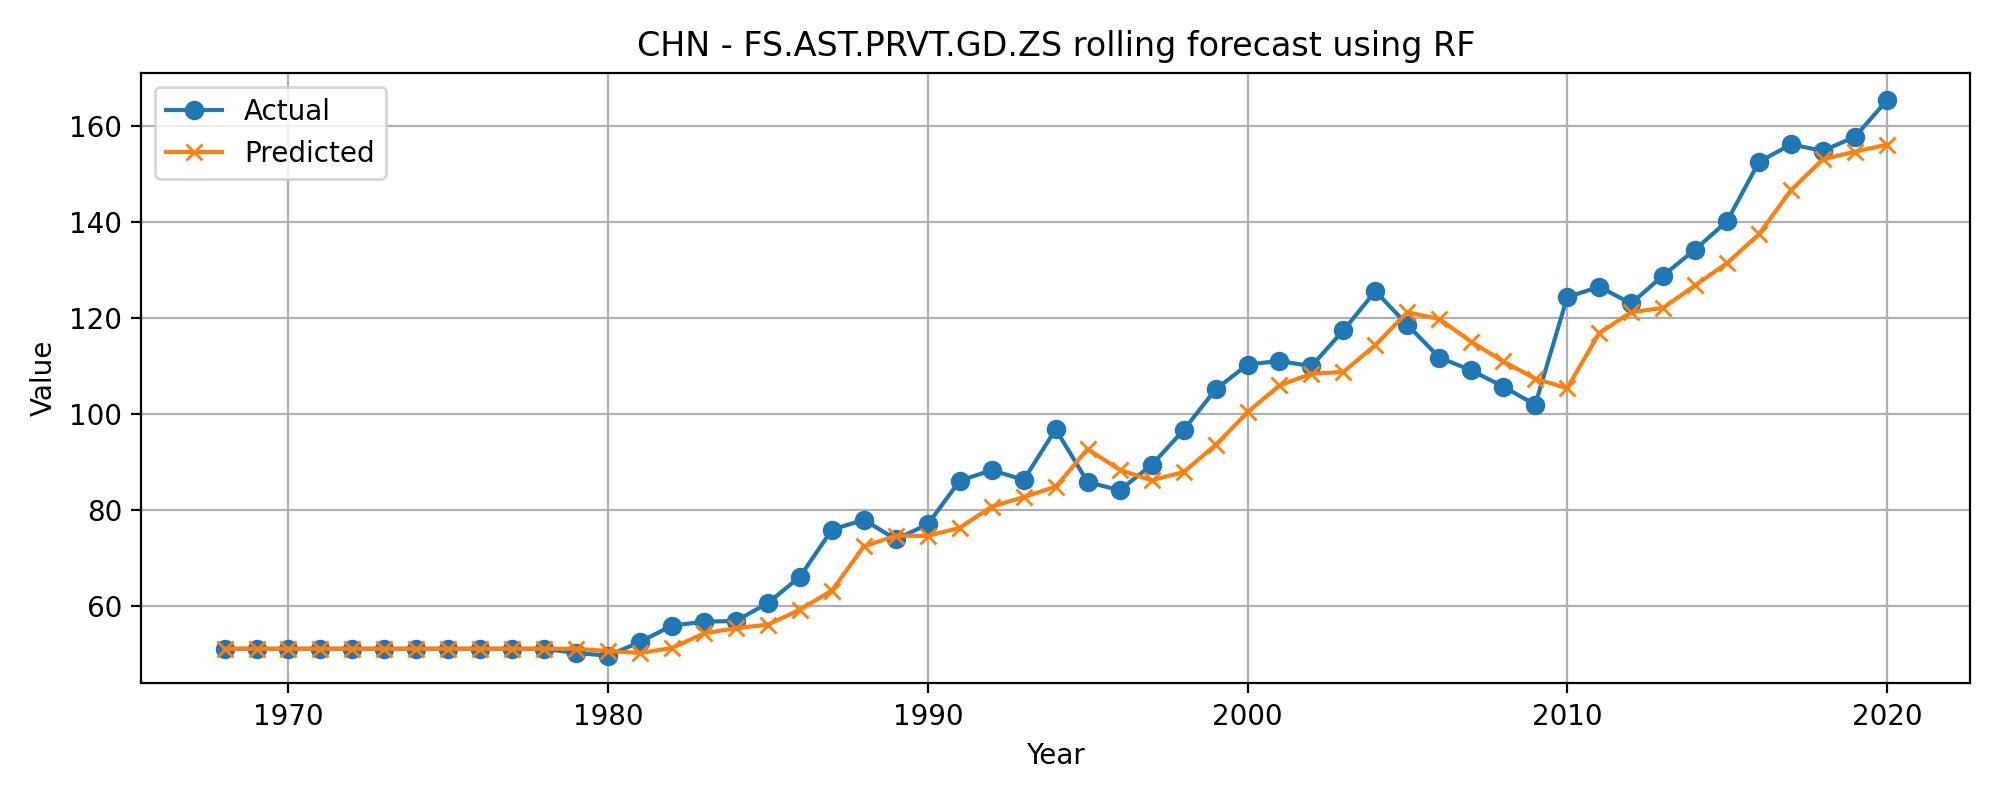 CHN - FS.AST.PRVT.GD.ZS rolling forecast using RF
Actual
Predicted
160
140
120
100
80
60
Value
1970 1980 1990 2000 2010 2020
Year